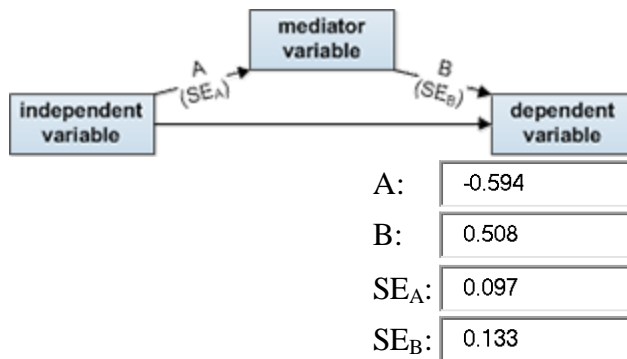 mediator
variable
A
(SEA)
B
(SEB)
independent
variable
dependent
variable
A: -0.594
B: 0.508
SEA: 0.097
SEB: 0.133